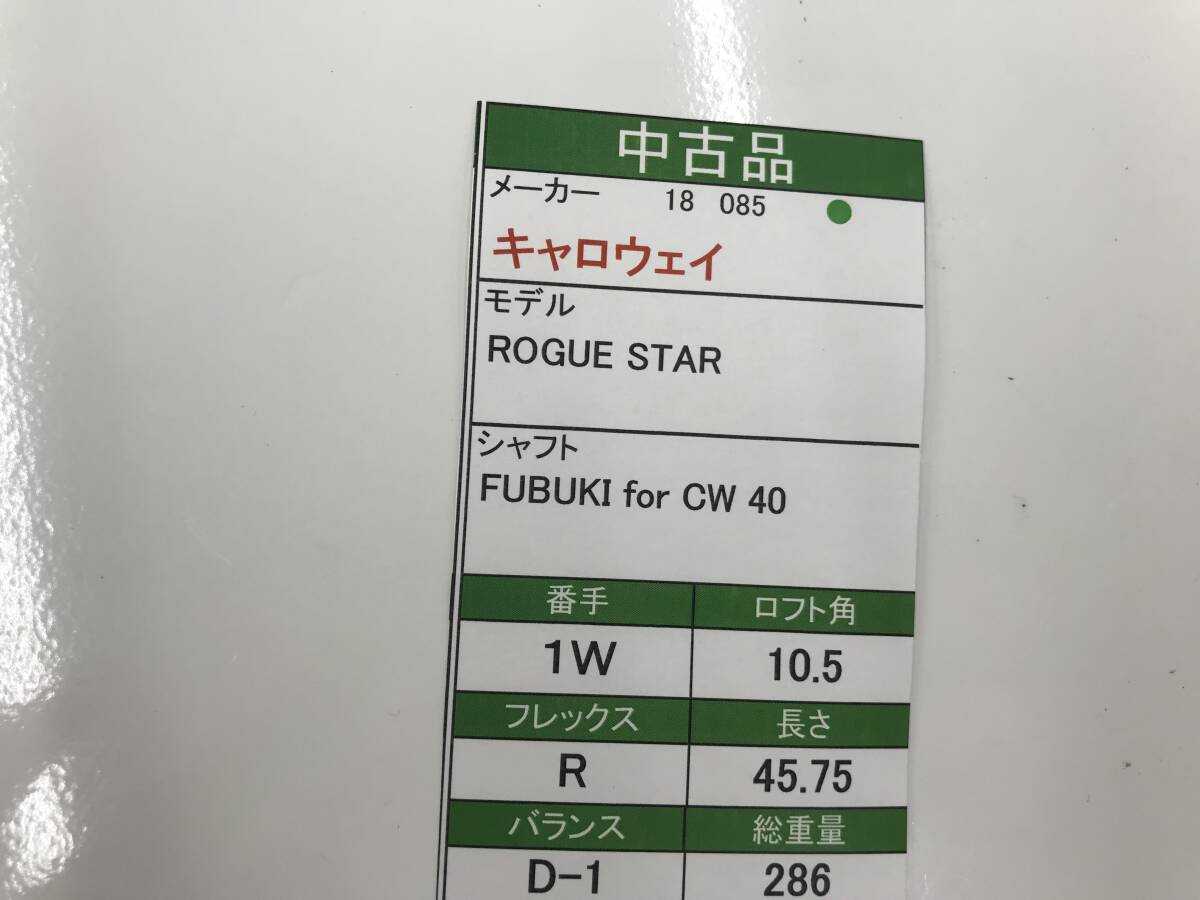 中古品
メーカー 18 085
キャロウェイ
モデル
ROGUE STAR
シャフト
FUBUKI for CW 40
番手 ロフト角
1W 10.5
フレックス 長さ
R 45.75
バランス 総重量
D-1 286